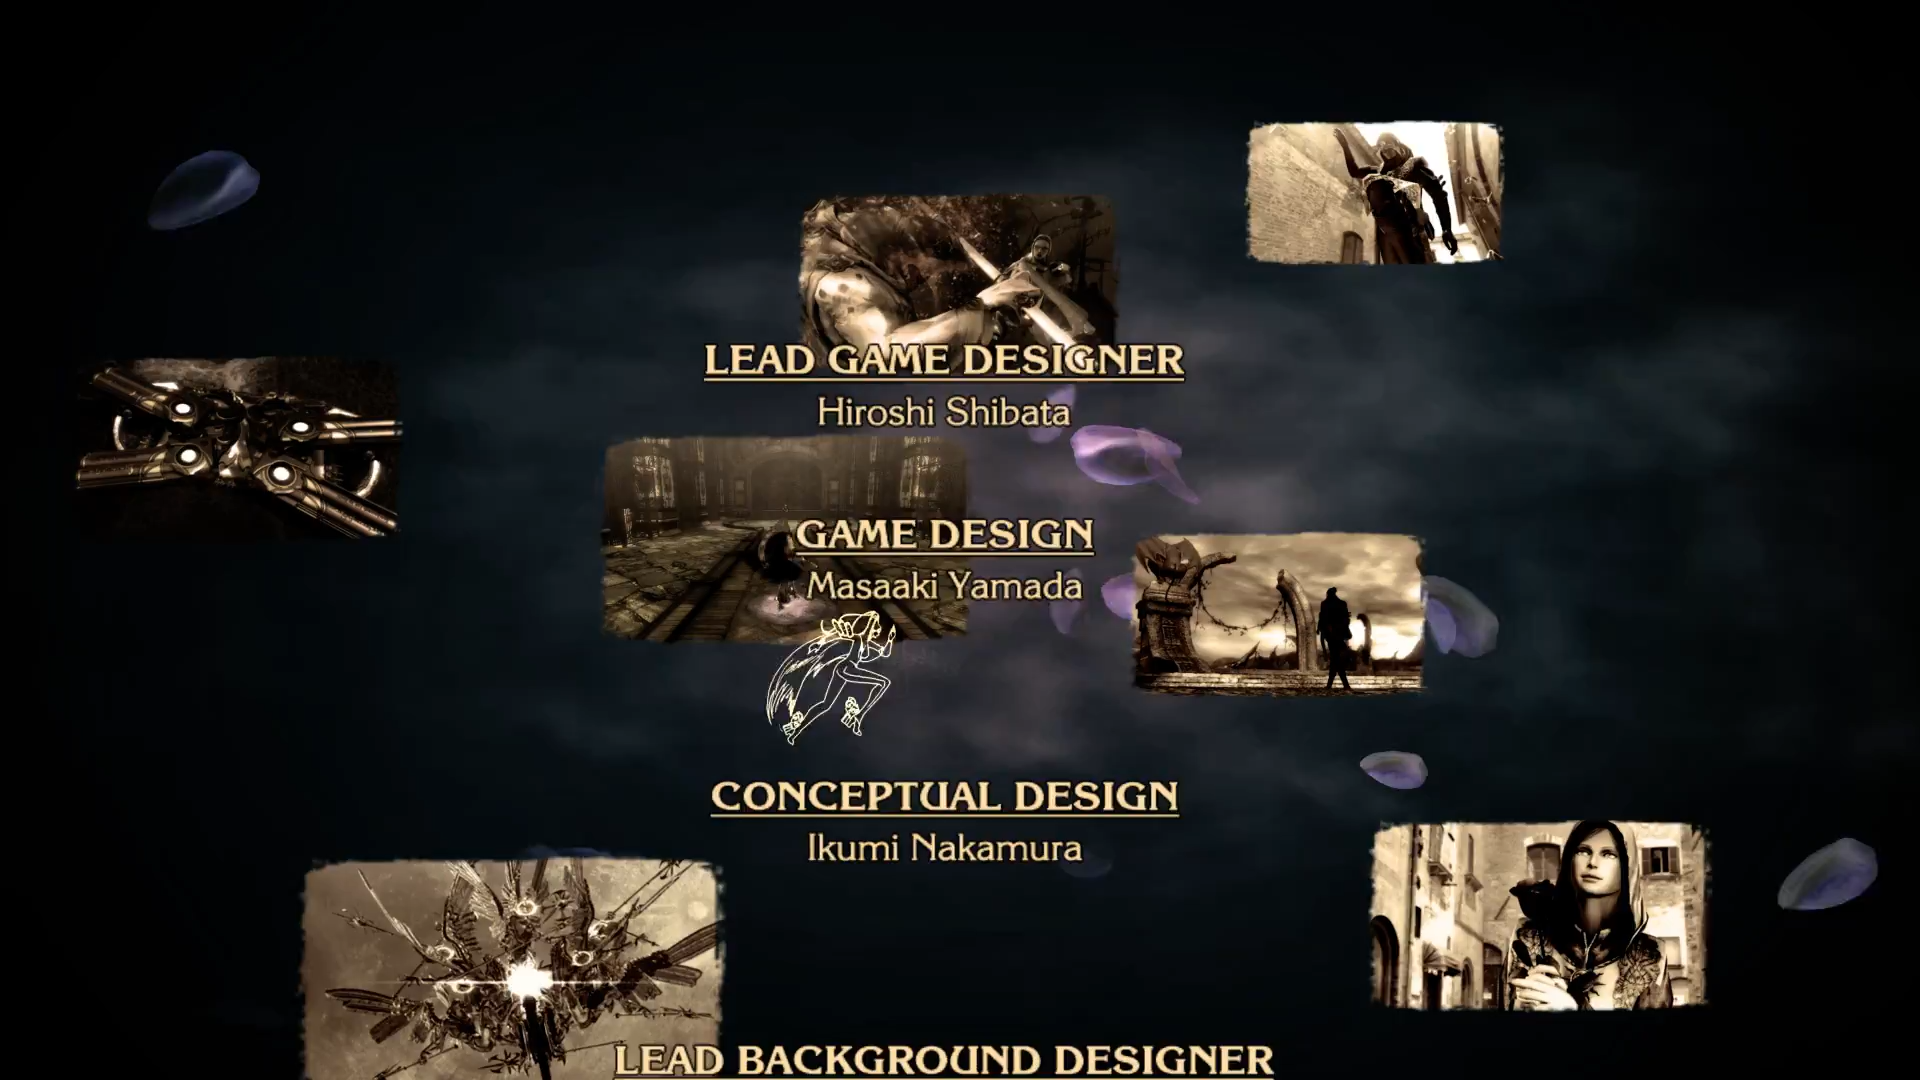 LEAD GAME DESIGNER
Hiroshi Shibata
GAME DESIGN
Masaaki Yamada
CONCEPTUAL DESIGN
Ikumi Nakamura
LEAD BACKGROUND DESIGNER